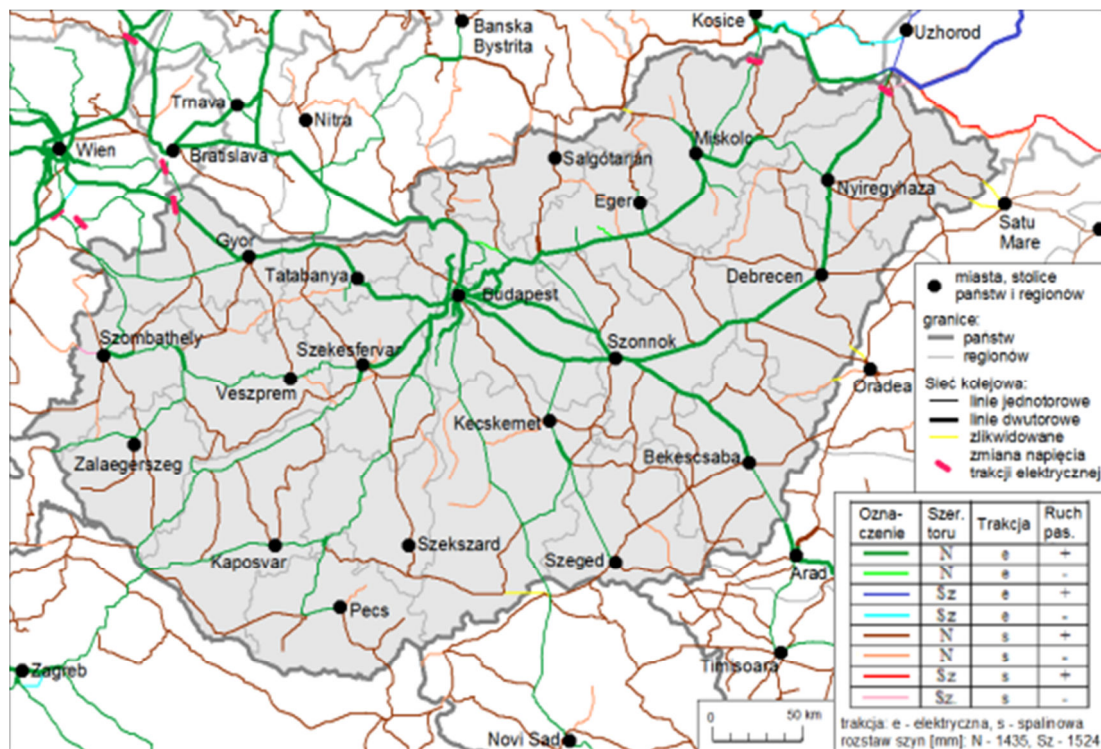 Banska
Bystrita
Kosice
Uzhorod
Trnava
Nitra
Wien
Bratislava
Salgótarián
Miskolc
Eger
Nyiregyhaza
Satu
Mare
Gyor
Tatabanya
Budapest
Debrecen
Szombathely
Szekesfervar
Szonnok
Oradea
Veszprem
Kecskemet
Bekescsaba
Zalaegerszeg
Kaposvar
Szekszard
Szeged
Arad
Pecs
Zagreb
Timisoara
Novi Sad
0 50 km
miasta, stolice
państw i regionów
granice:
państw
regionów
Sieć kolejowa:
linie jednotorowe
linie dwutorowe
zlikwidowane
zmiana napięcia
trakcji elektrycznej
Ozna-
czenie Szer.
toru Trakcja Ruch
pas.
N e +
N e -
Sz e +
Sz e -
N s +
N s -
Sz s +
Sz. s -
trakcja: e - elektryczna, s - spalinowa
rozstaw szyn [mm]: N - 1435, Sz - 1524